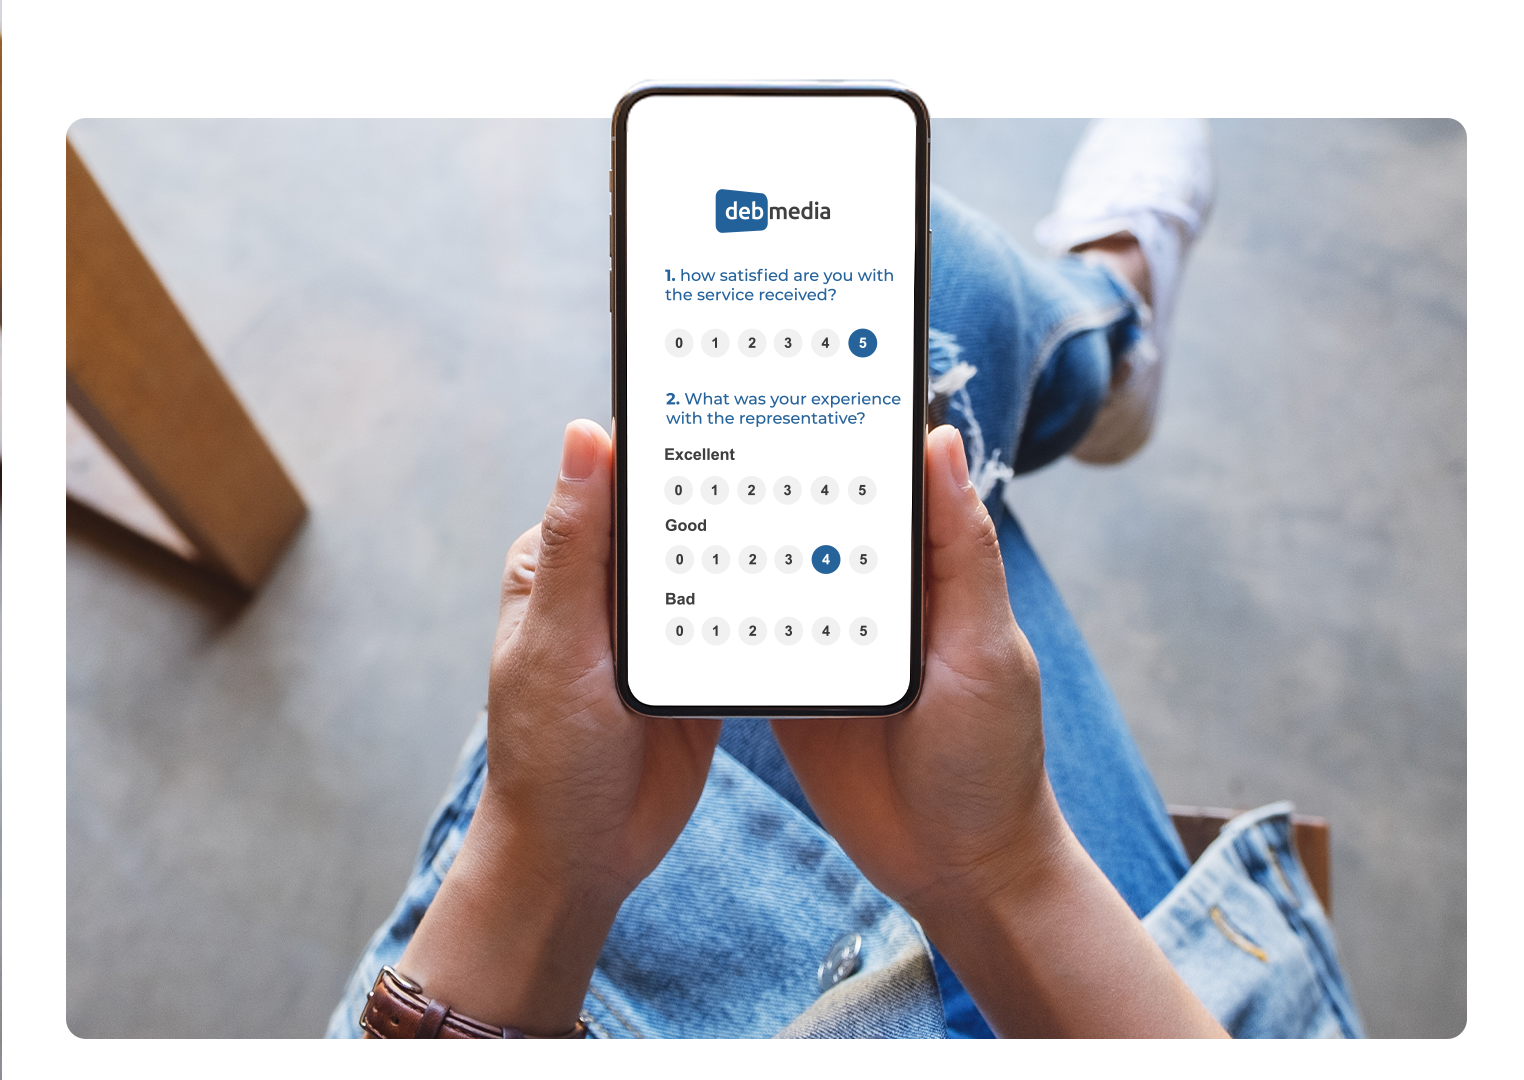 debmedia
1. how satisfied are you with
the service received?
0 1 2 3 4 5
2. What was your experience
with the representative?
Excellent
0 1 2 3 4 5
Good
0 1 2 3 4 5
Bad
0 1 2 3 4 5